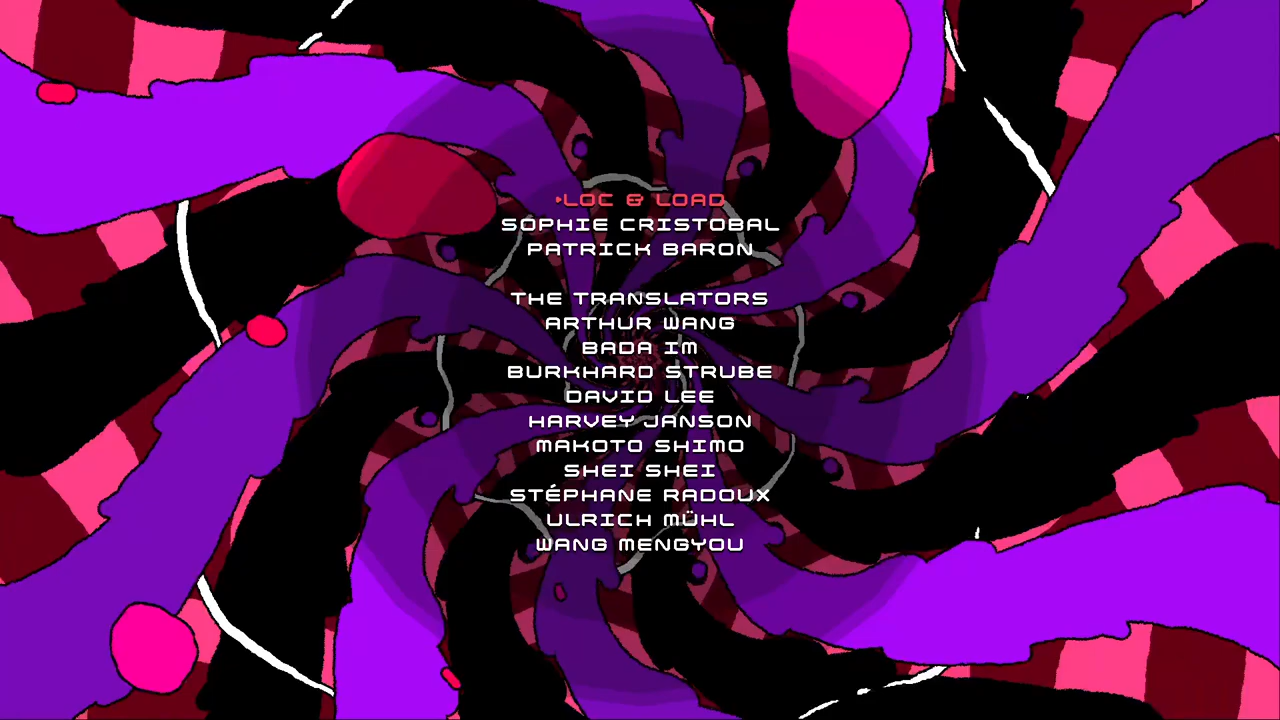 LOC & LOAD
SOPHIE CRISTOBAL
PATRICK BARON
THE TRANSLATORS
ARTHUR WANG
BADA IM
BURKHARD STRUBE
DAVID LEE
HARVEY JANSON
MAKOTO SHIMO
SHEI SHEI
STÉPHANE RADOUX
ULRICH MÜHL
WANG MENGYOU